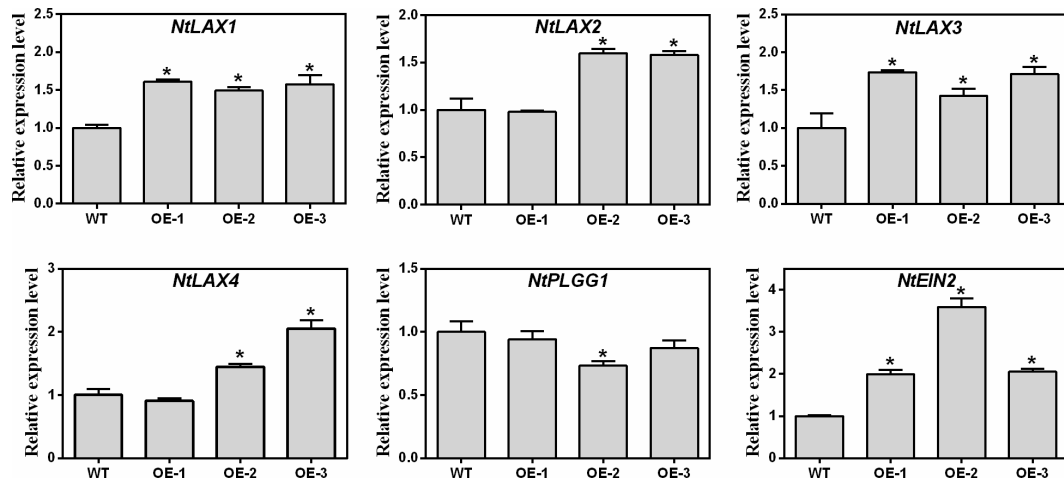 NtLAX1
Relative expression level
2.5
2.0
1.5
1.0
0.5
0.0
*
*
*
WT OE-1 OE-2 OE-3
NtLAX2
Relative expression level
2.0
1.5
1.0
0.5
0.0
*
*
WT OE-1 OE-2 OE-3
NtLAX3
Relative expression level
2.5
2.0
1.5
1.0
0.5
0.0
*
*
*
WT OE-1 OE-2 OE-3
NtLAX4
Relative expression level
3
2
1
0
*
*
WT OE-1 OE-2 OE-3
NtPLGG1
Relative expression level
1.5
1.0
0.5
0.0
*
WT OE-1 OE-2 OE-3
NtEIN2
Relative expression level
4
3
2
1
0
*
*
*
WT OE-1 OE-2 OE-3